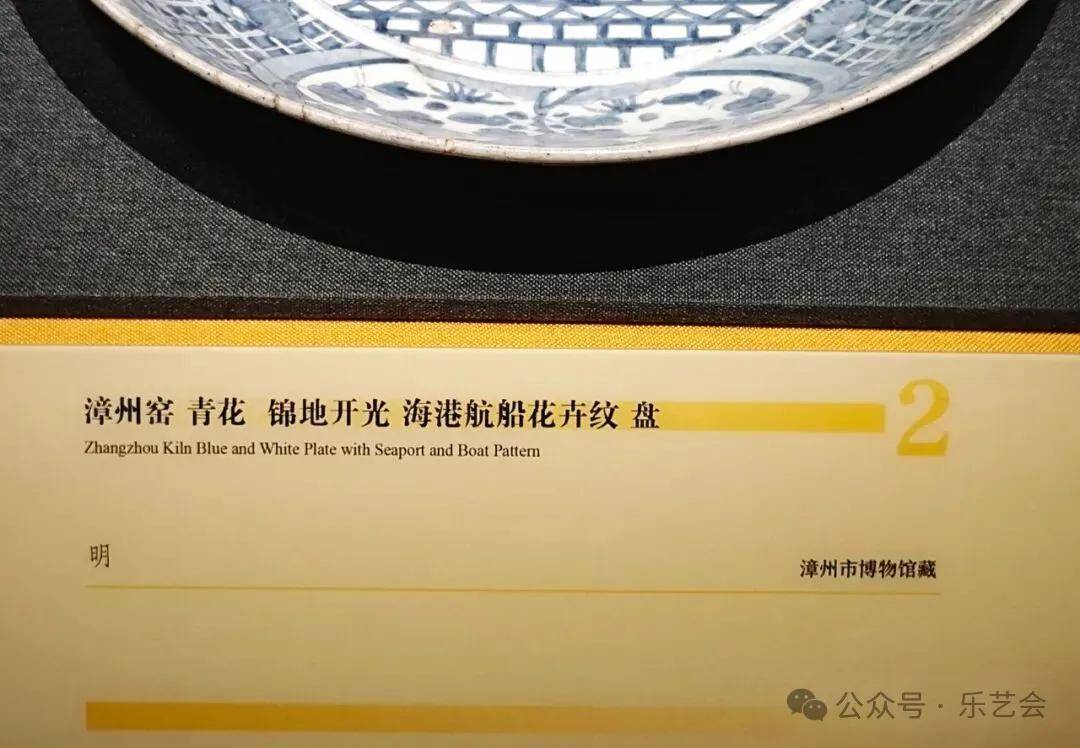 漳州窑 青花 锦地开光 海港航船花卉纹 盘
2
Zhangzhou Kiln Blue and White Plate with Seaport and Boat Pattern
明
漳州市博物馆藏
公众号 · 乐艺会